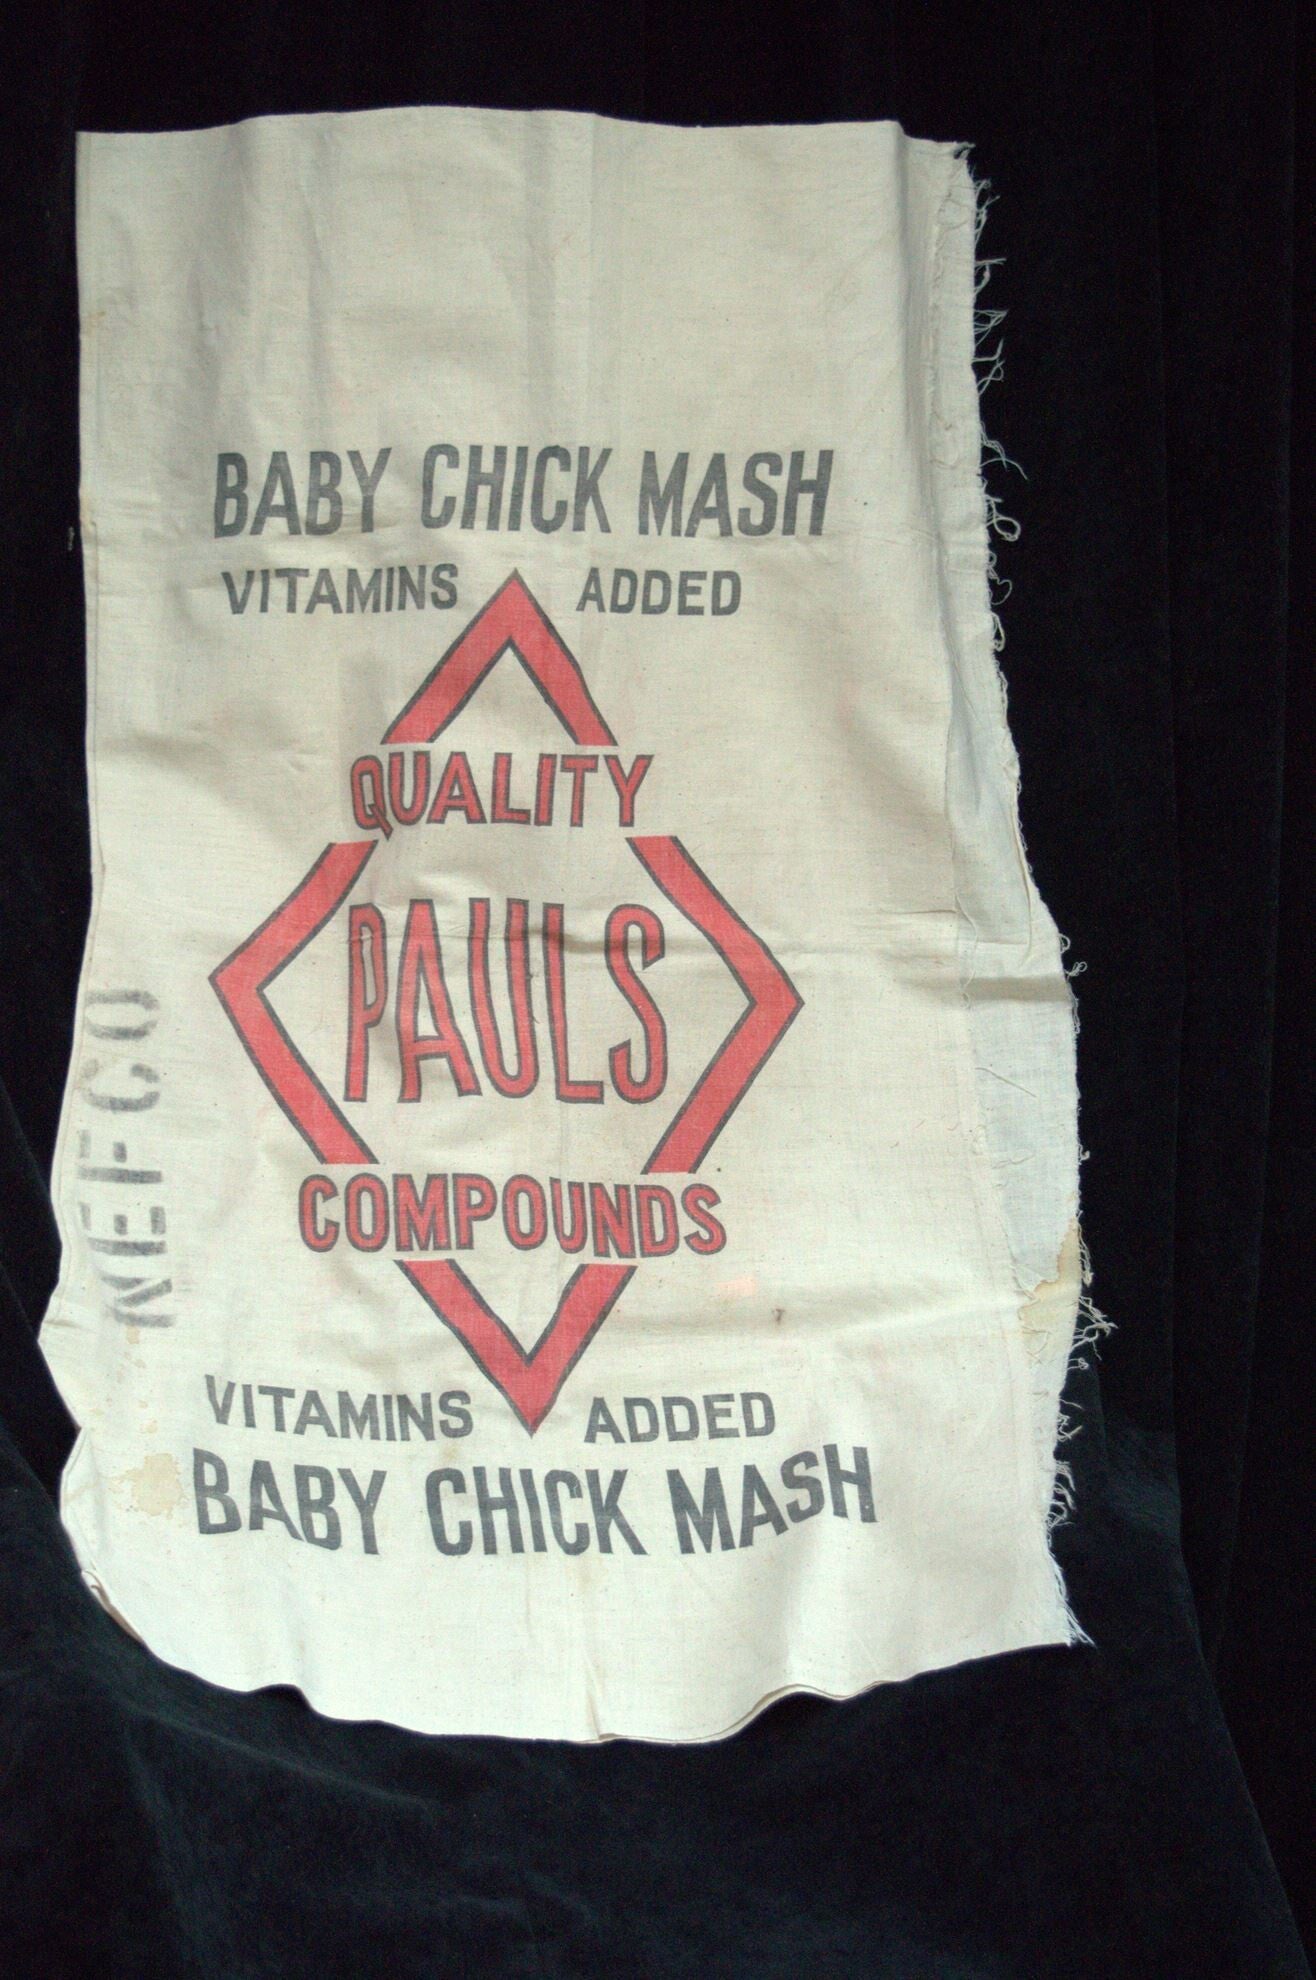 BABY CHICK MASH
VITAMINS ADDED
QUALITY
PAULS
COMPOUNDS
VITAMINS ADDED
BABY CHICK MASH
NEFCO